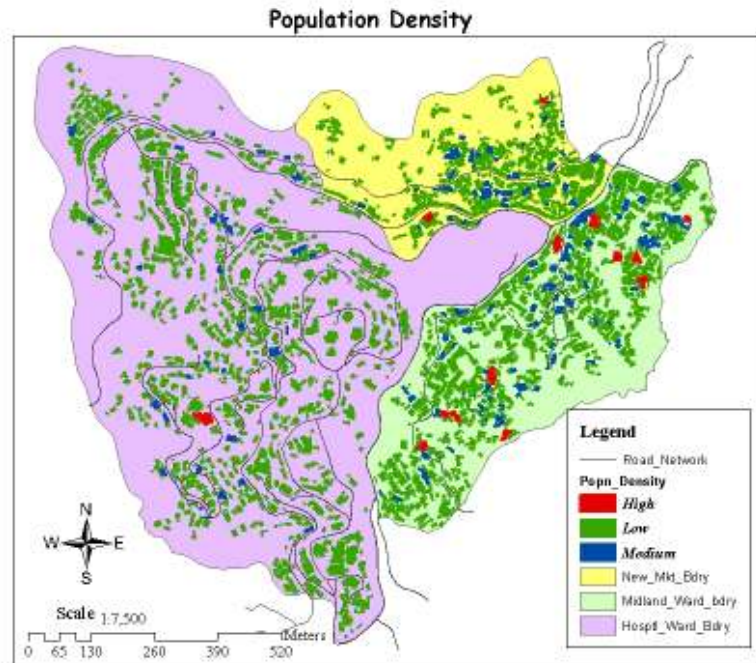 Population Density
Legend
Road_Network
Popn_Density
High
Low
Medium
New_Mkt_Bdry
Midland_Ward_bdry
Hosptl_Ward_Bdry
N
W E
S
Scale 1:7,500
Meters
0 65 130 260 390 520